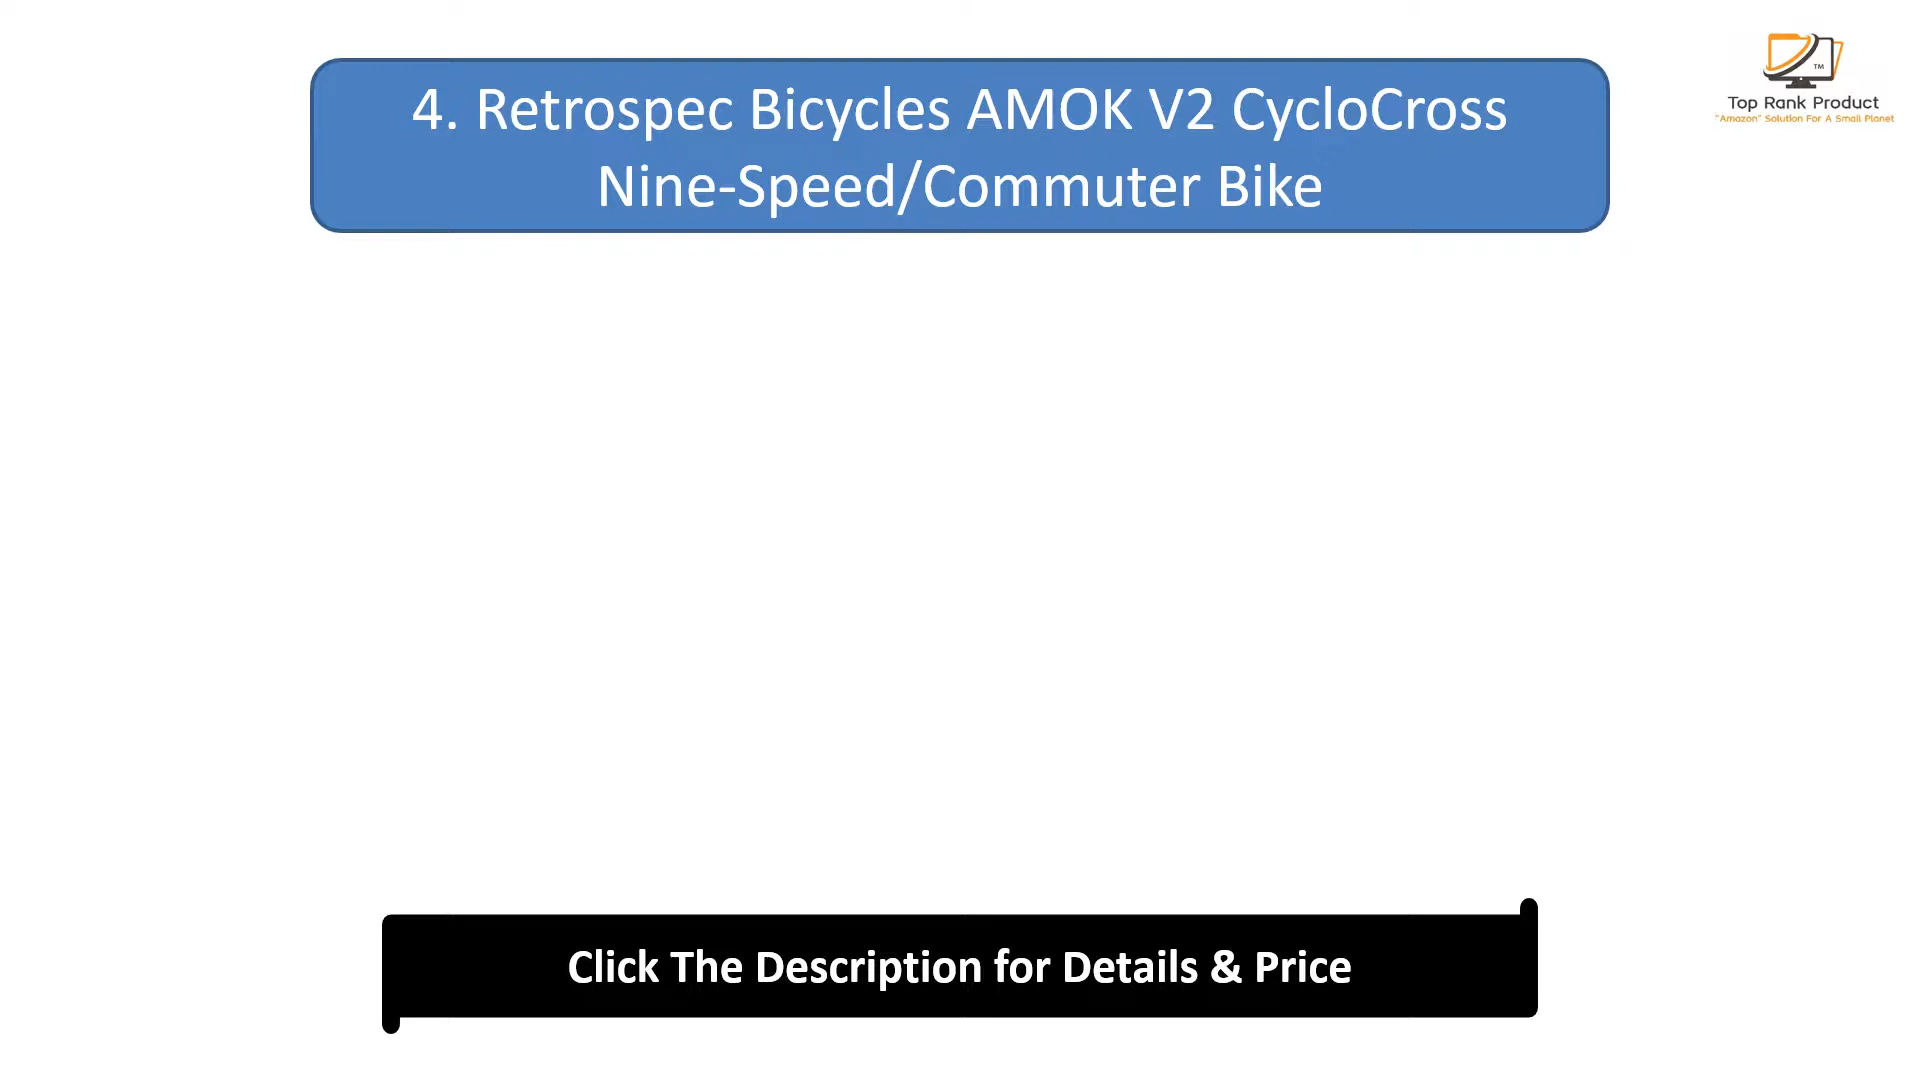 4. Retrospec Bicycles AMOK V2 CycloCross
Nine-Speed/Commuter Bike
TM
Top Rank Product
"Amazon" Solution For A Small Planet
Click The Description for Details & Price